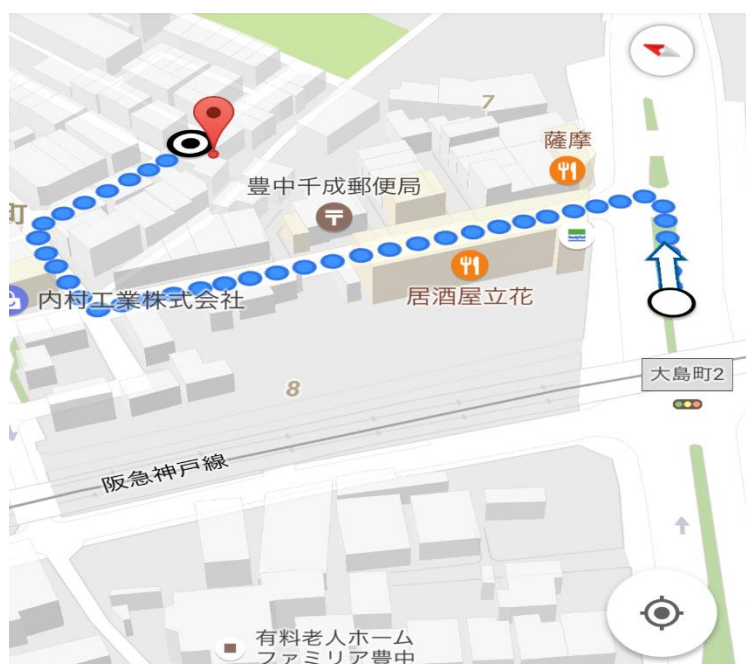 7
薩摩
豊中千成郵便局
町
居酒屋立花
内村工業株式会社
大島町2
8
阪急神戸線
有料老人ホーム
ファミリア豊中